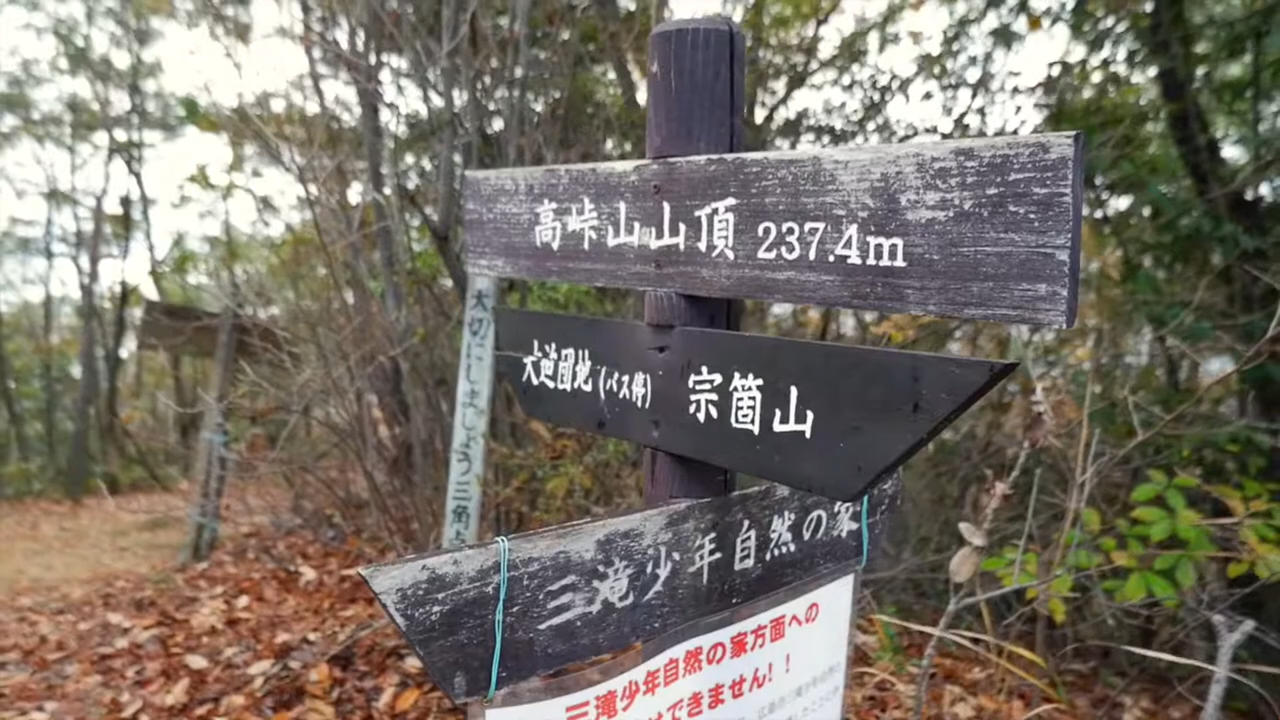 高峠山山頂 237.4m
大切にしましょう三角
団地(バス停) 宗箇山
三滝少年自然の家
三滝少年自然の家方面への
できません!!